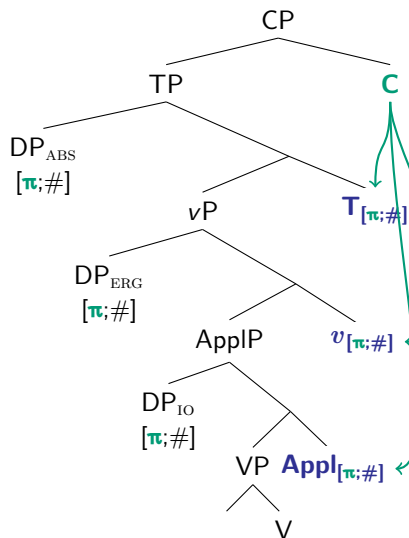 CP
TP C
DP_ABS
[π;#]
T[π;#]
vP
DP_ERG
[π;#]
ApplP v[π;#]
DP_IO
[π;#]
VP Appl[π;#]
V